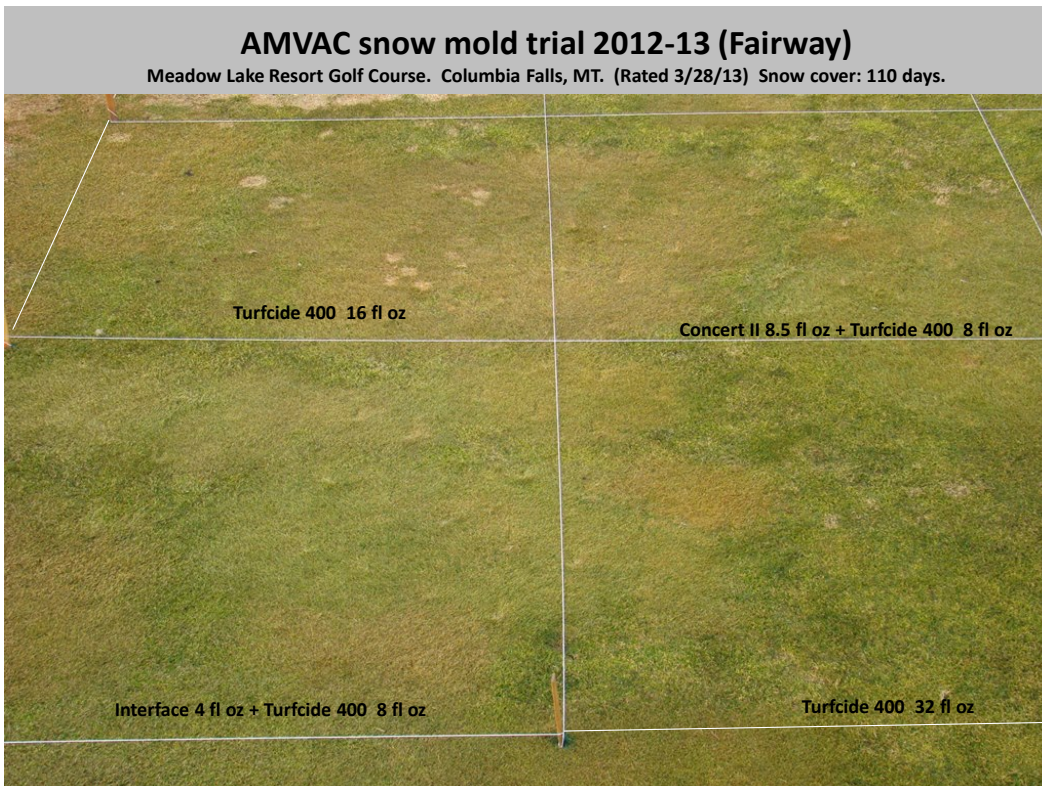 AMVAC snow mold trial 2012-13 (Fairway)
Meadow Lake Resort Golf Course. Columbia Falls, MT. (Rated 3/28/13) Snow cover: 110 days.
Turfcide 400 16 fl oz
Concert II 8.5 fl oz + Turfcide 400 8 fl oz
Interface 4 fl oz + Turfcide 400 8 fl oz
Turfcide 400 32 fl oz